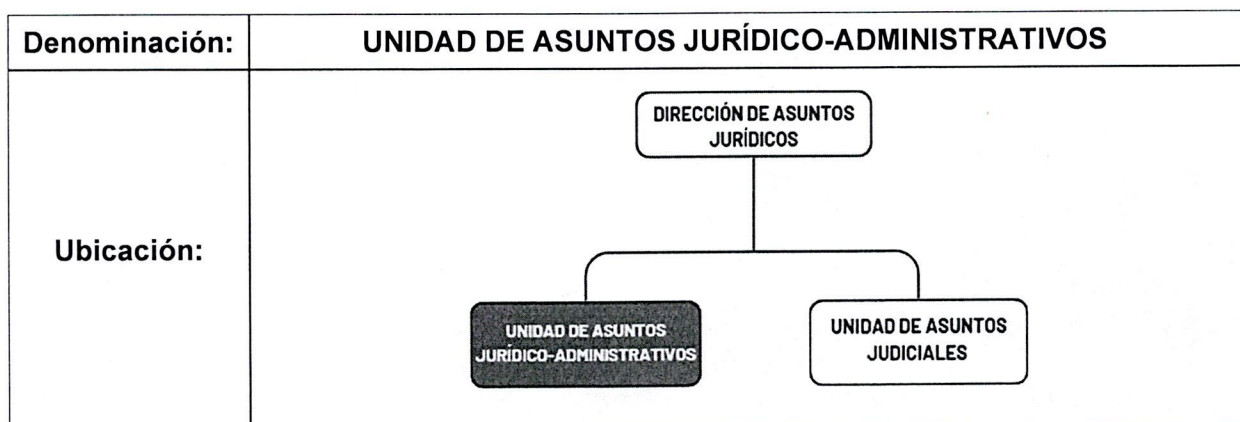 Denominación: UNIDAD DE ASUNTOS JURÍDICO-ADMINISTRATIVOS
DIRECCIÓN DE ASUNTOS
JURÍDICOS
Ubicación:
UNIDAD DE ASUNTOS
JURÍDICO-ADMINISTRATIVOS
UNIDAD DE ASUNTOS
JUDICIALES